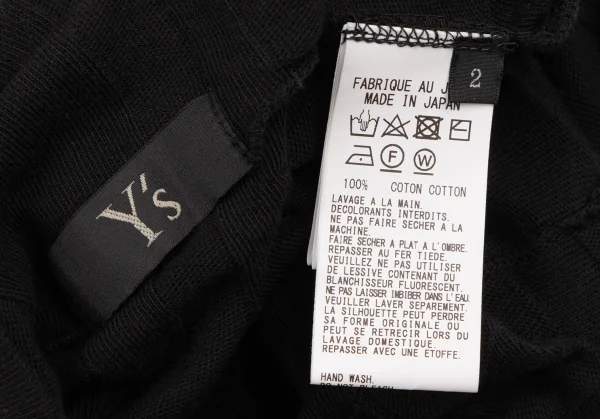 Y's
2
FABRIQUE AU J
MADE IN JAPAN
F
W
100% COTON COTTON
LAVAGE A LA MAIN.
DECOLORANTS INTERDITS.
NE PAS FAIRE SECHER A LA
MACHINE.
FAIRE SECHER A PLAT A L'OMBRE.
REPASSER AU FER TIEDE.
VEUILLEZ NE PAS UTILISER
DE LESSIVE CONTENANT DU
BLANCHISSEUR FLUORESCENT.
NE PAS LAISSER IMBIBER DANS L'EAU.
VEUILLER LAVER SEPAREMENT.
LA SILHOUETTE PEUT PERDRE
SA FORME ORIGINALE OU
PEUT SE RETRECIR LORS DU
LAVAGE DOMESTIQUE.
REPASSER AVEC UNE ETOFFE.
HAND WASH.
DO NOT BLEACH